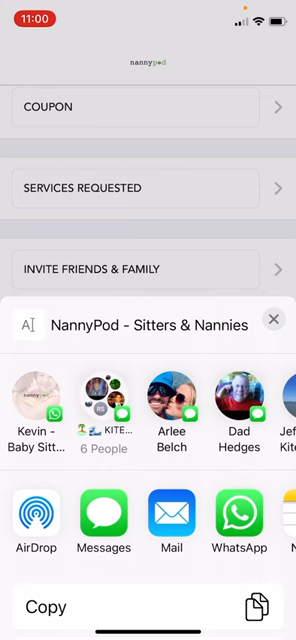 11:00
nannypod
COUPON
SERVICES REQUESTED
INVITE FRIENDS & FAMILY
A
NannyPod - Sitters & Nannies
RS
Kevin -
Baby Sitt...
🏝️ 🌊 KITE...
6 People
Arlee
Belch
Dad
Hedges
Jef
Kite
AirDrop
Messages
Mail
WhatsApp
N
Copy